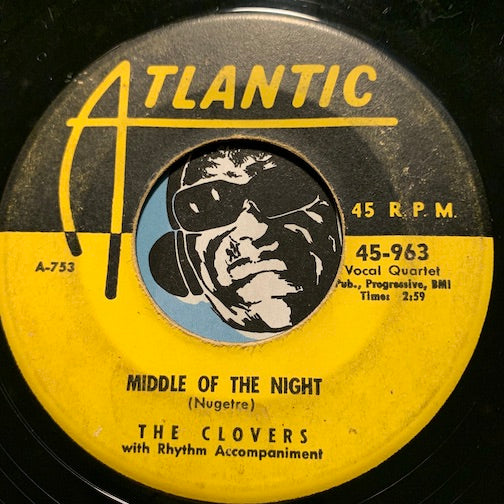 ATLANTIC
45 R.P.M.
A-753
45-963
Vocal Quartet
Pub., Progressive, BMI
Time: 2:59
MIDDLE OF THE NIGHT
(Nugetre)
THE CLOVERS
with Rhythm Accompaniment